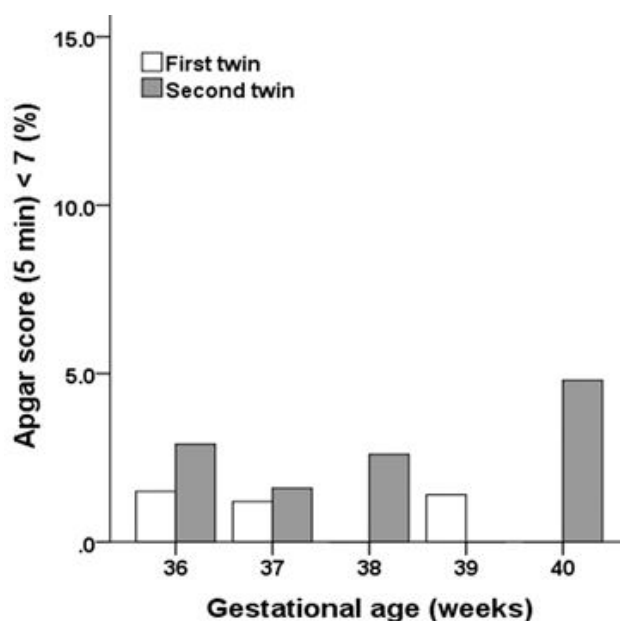 Apgar score (5 min) < 7 (%)
15.0
10.0
5.0
.0
First twin
Second twin
36 37 38 39 40
Gestational age (weeks)